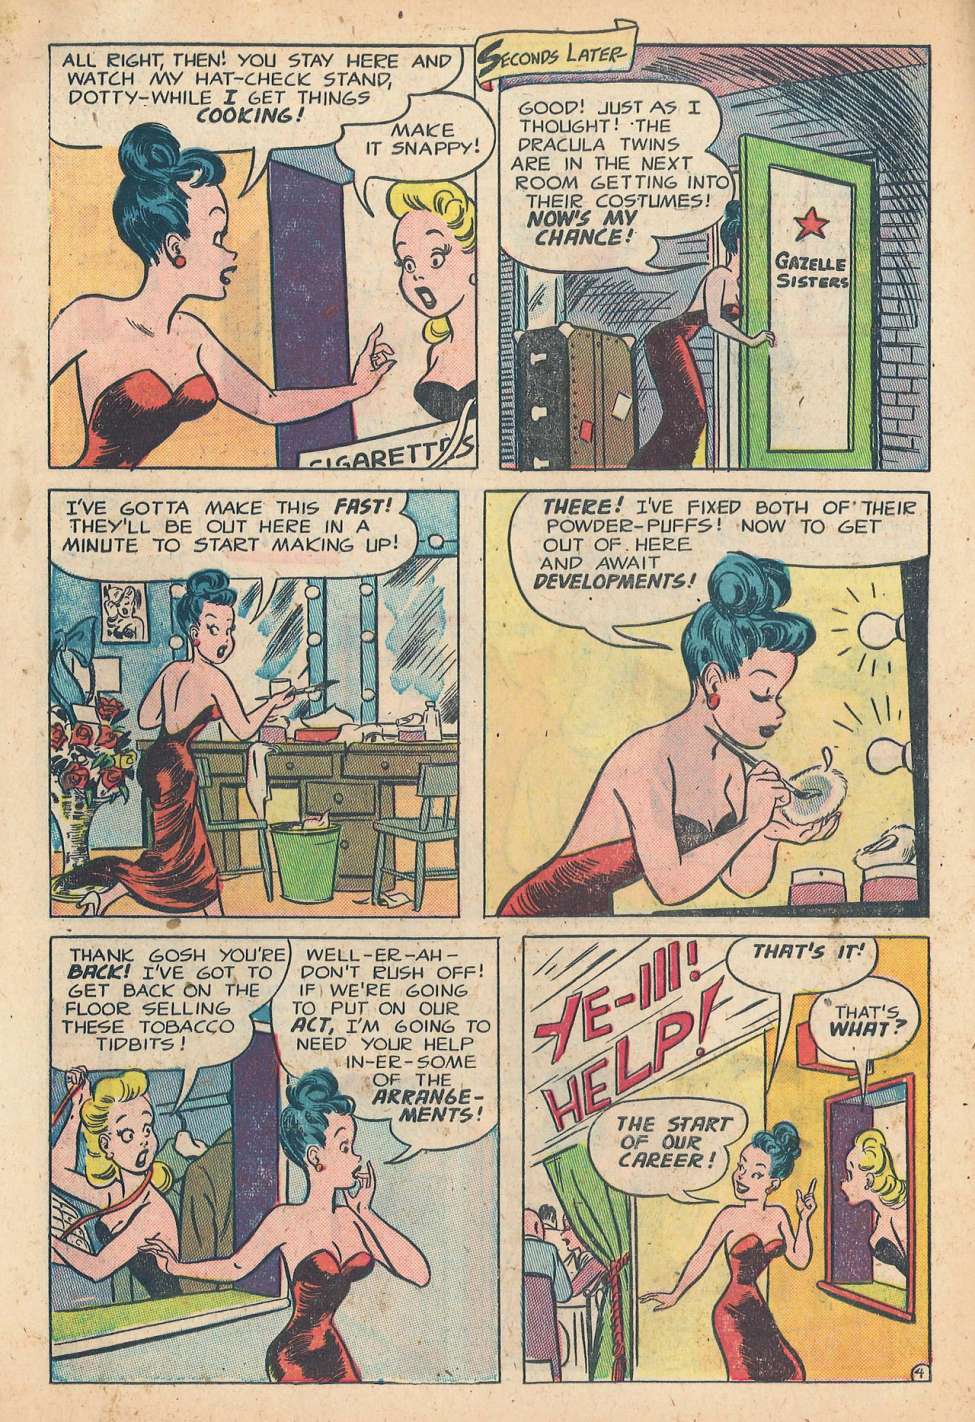 ALL RIGHT, THEN! YOU STAY HERE AND
WATCH MY HAT-CHECK STAND,
DOTTY-WHILE I GET THINGS
COOKING!
MAKE
IT SNAPPY!
CIGARETTES
SECONDS LATER-
GOOD! JUST AS I
THOUGHT! THE
DRACULA TWINS
ARE IN THE NEXT
ROOM GETTING INTO
THEIR COSTUMES!
NOW'S MY
CHANCE!
GAZELLE
SISTERS
I'VE GOTTA MAKE THIS FAST!
THEY'LL BE OUT HERE IN A
MINUTE TO START MAKING UP!
THERE! I'VE FIXED BOTH OF THEIR
POWDER-PUFFS! NOW TO GET
OUT OF HERE
AND AWAIT
DEVELOPMENTS!
THANK GOSH YOU'RE
BACK! I'VE GOT TO
GET BACK ON THE
FLOOR SELLING
THESE TOBACCO
TIDBITS!
WELL-ER-AH-
DON'T RUSH OFF!
IF WE'RE GOING
TO PUT ON OUR
ACT, I'M GOING TO
NEED YOUR HELP
IN-ER-SOME
OF THE
ARRANGE-
MENTS!
YE-III!
HELP!
THAT'S IT!
THAT'S
WHAT?
THE START
OF OUR
CAREER!
4